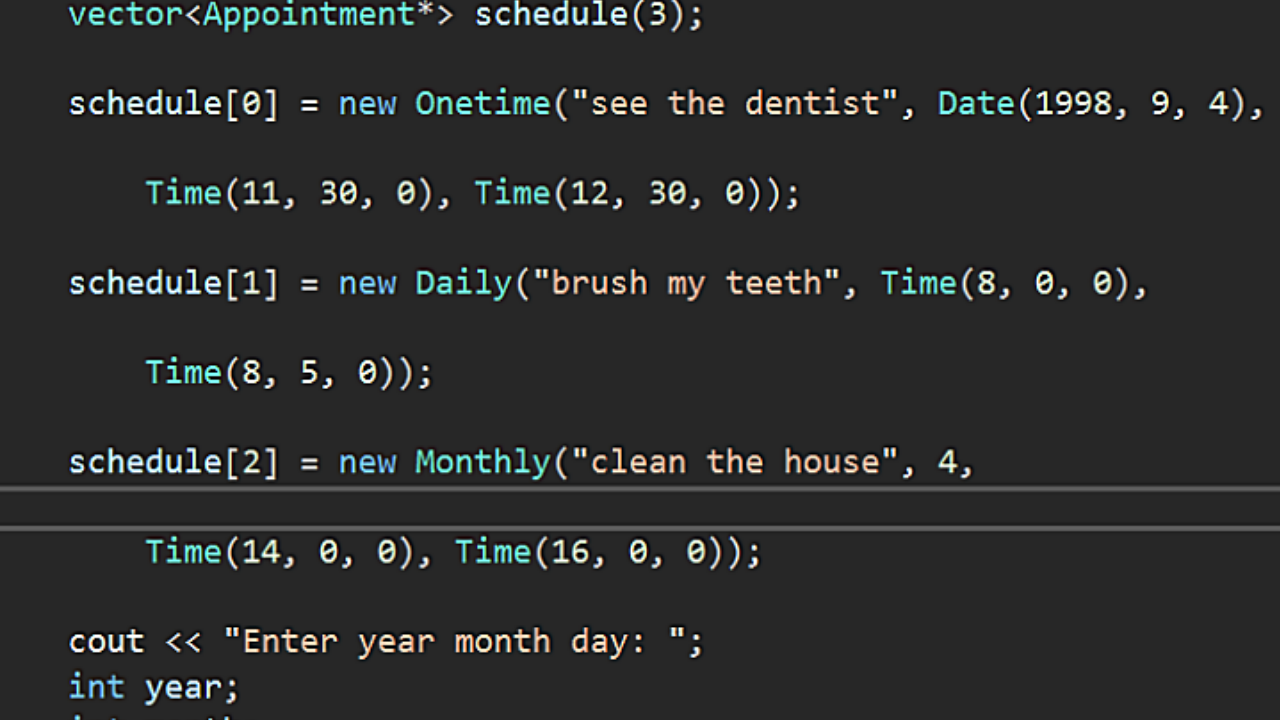 vector<Appointment*> schedule(3);
schedule[0] = new Onetime("see the dentist", Date(1998, 9, 4),
Time(11, 30, 0), Time(12, 30, 0));
schedule[1] = new Daily("brush my teeth", Time(8, 0, 0),
Time(8, 5, 0));
schedule[2] = new Monthly("clean the house", 4,
Time(14, 0, 0), Time(16, 0, 0));
cout << "Enter year month day: ";
int year;